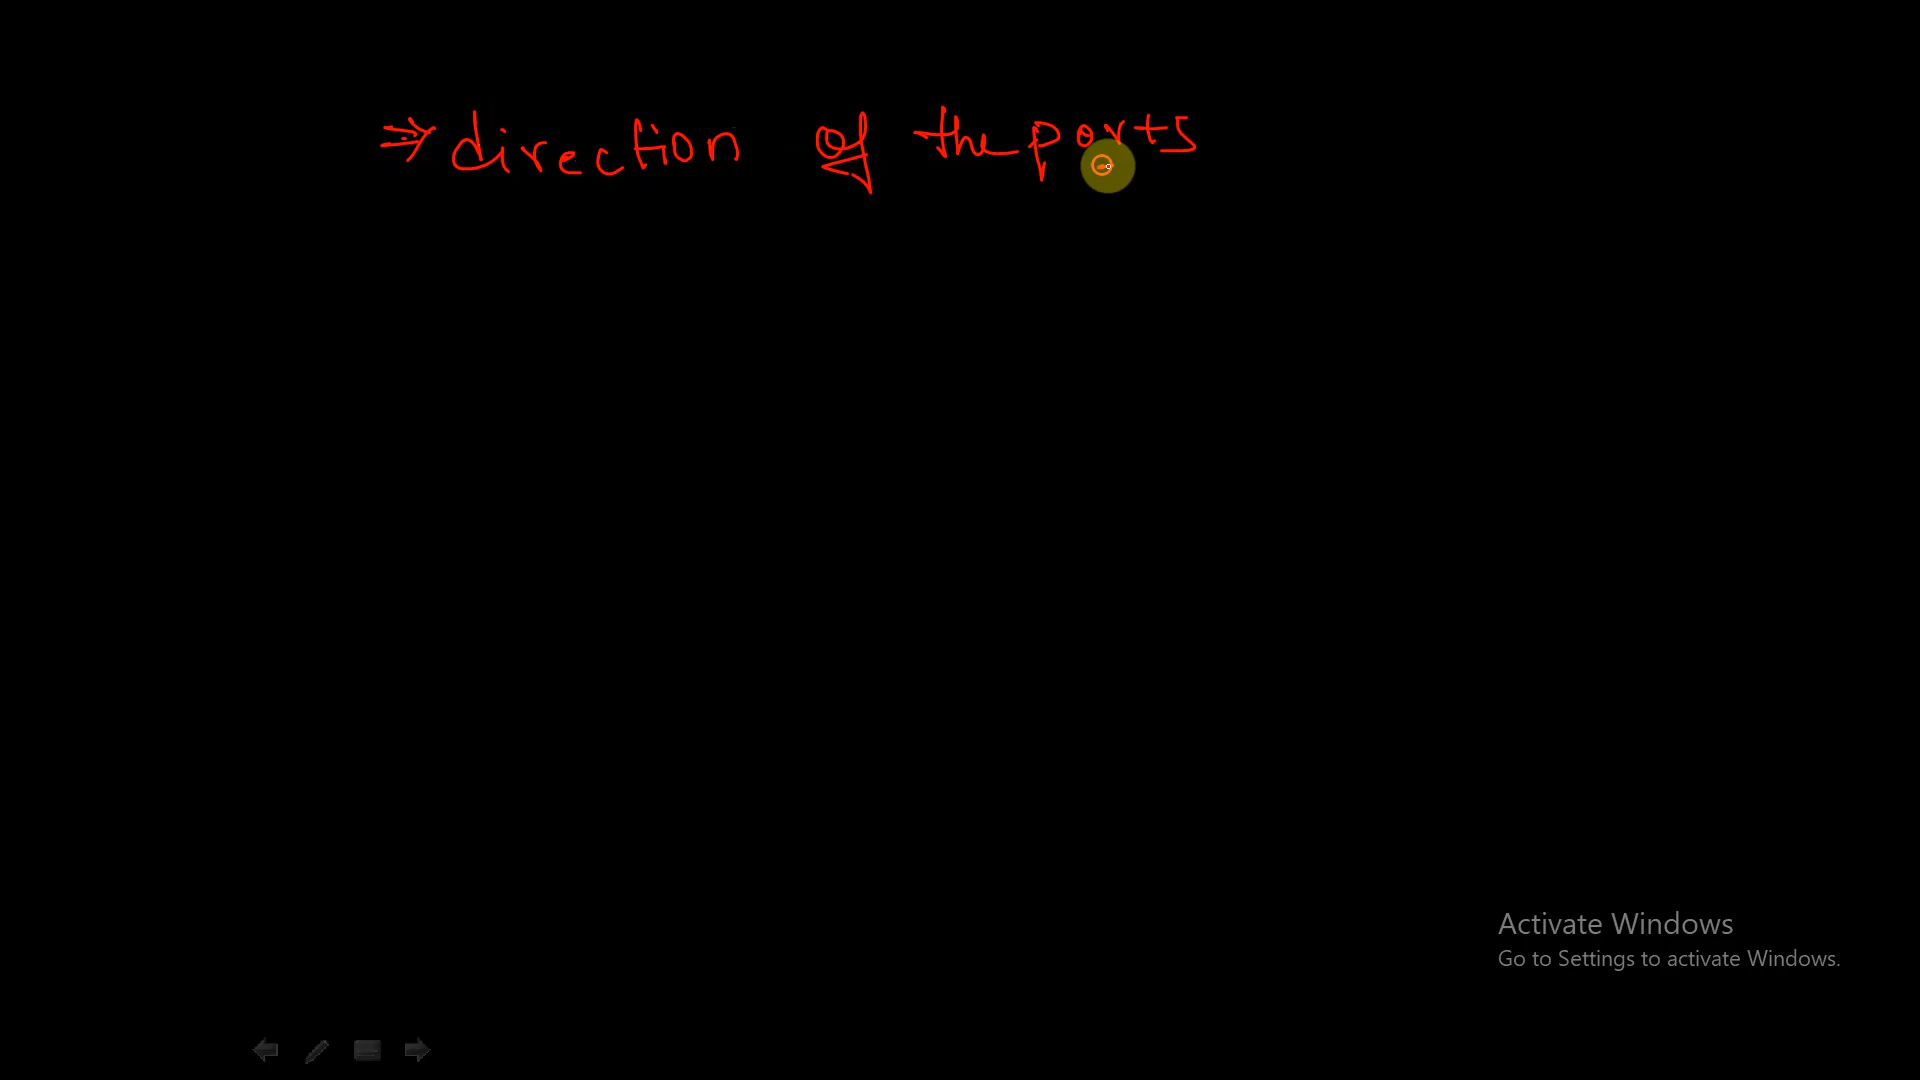 ⇒ direction of the ports
Activate Windows
Go to Settings to activate Windows.